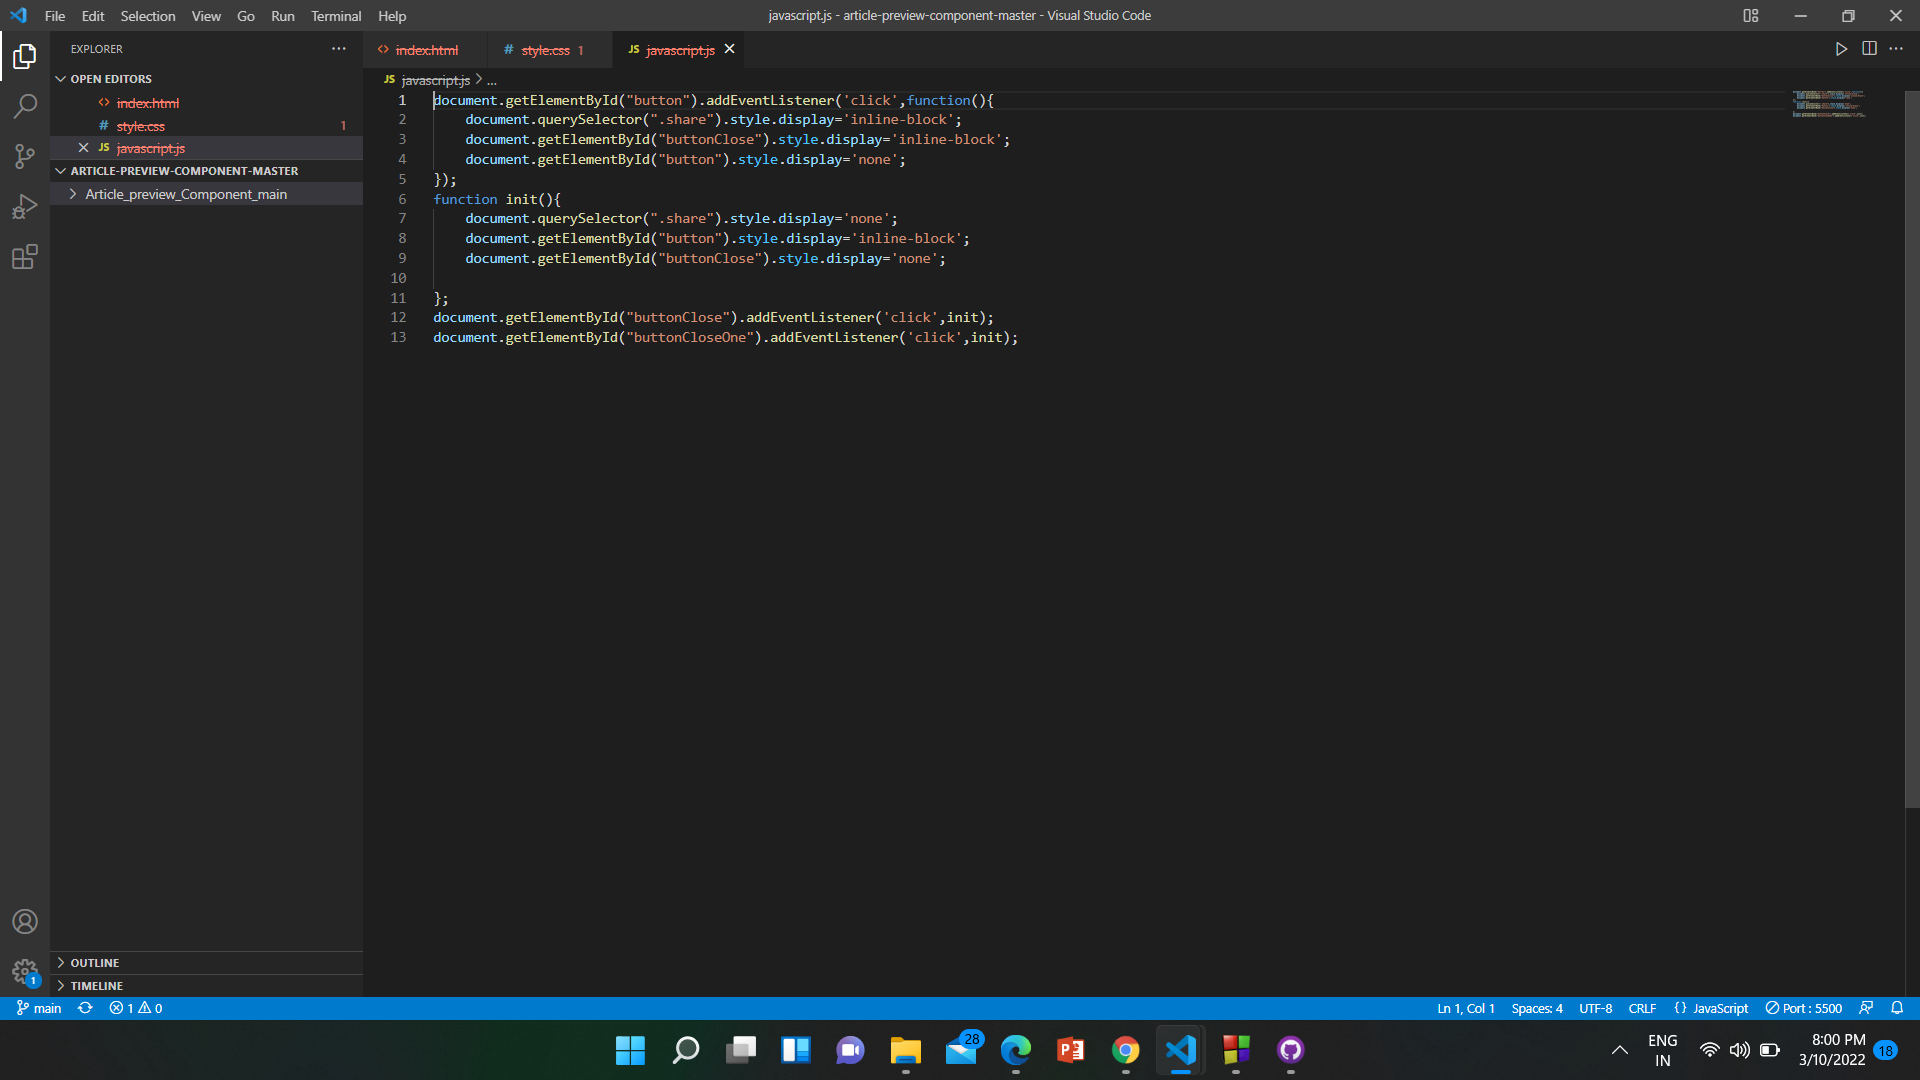 File Edit Selection View Go Run Terminal Help
javascript.js - article-preview-component-master - Visual Studio Code
EXPLORER
OPEN EDITORS
<> index.html
# style.css 1
JS javascript.js
ARTICLE-PREVIEW-COMPONENT-MASTER
Article_preview_Component_main
OUTLINE
TIMELINE
<> index.html # style.css 1 JS javascript.js
JS javascript.js > ...
1 document.getElementById("button").addEventListener('click',function(){
2 document.querySelector(".share").style.display='inline-block';
3 document.getElementById("buttonClose").style.display='inline-block';
4 document.getElementById("button").style.display='none';
5 });
6 function init(){
7 document.querySelector(".share").style.display='none';
8 document.getElementById("button").style.display='inline-block';
9 document.getElementById("buttonClose").style.display='none';
10
11 };
12 document.getElementById("buttonClose").addEventListener('click',init);
13 document.getElementById("buttonCloseOne").addEventListener('click',init);
1
main 1 0
Ln 1, Col 1 Spaces: 4 UTF-8 CRLF {} JavaScript Port : 5500
28
P
ENG
IN
8:00 PM
3/10/2022
18